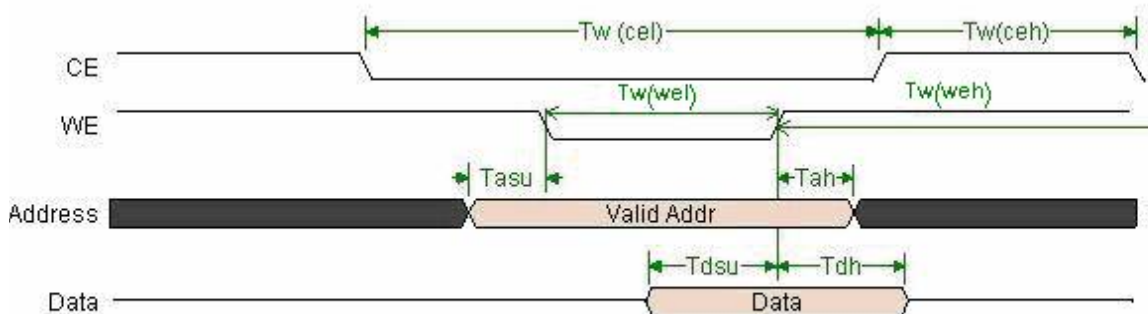 Tw (cel) Tw(ceh)
CE
Tw(wel) Tw(weh)
WE
Tasu Tah
Address Valid Addr
Tdsu Tdh
Data Data